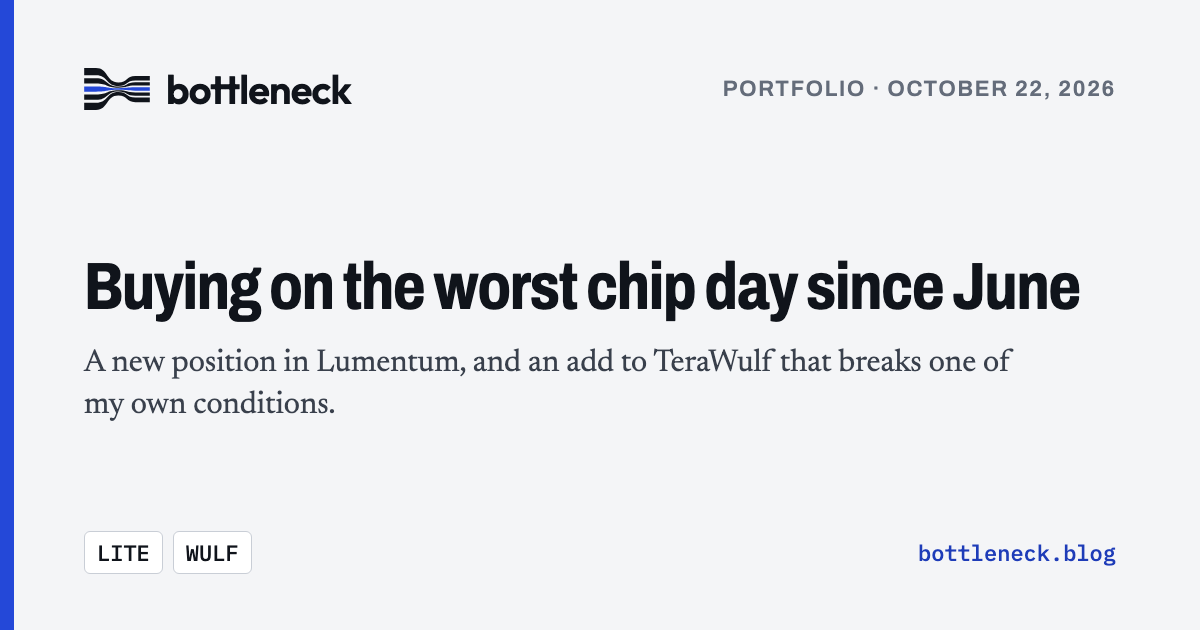 bottleneck
PORTFOLIO · OCTOBER 22, 2026
Buying on the worst chip day since June
A new position in Lumentum, and an add to TeraWulf that breaks one of
my own conditions.
LITE
WULF
bottleneck.blog